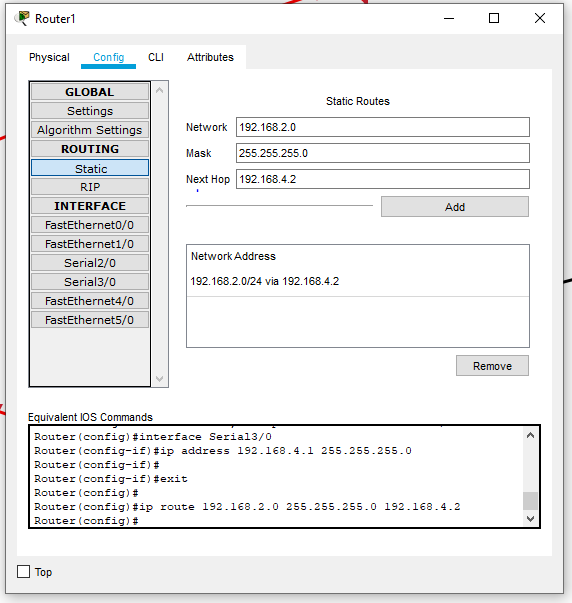 Router1
Physical
Config
CLI
Attributes
GLOBAL
Settings
Algorithm Settings
ROUTING
Static
RIP
INTERFACE
FastEthernet0/0
FastEthernet1/0
Serial2/0
Serial3/0
FastEthernet4/0
FastEthernet5/0
Static Routes
Network 192.168.2.0
Mask 255.255.255.0
Next Hop 192.168.4.2
Add
Network Address
192.168.2.0/24 via 192.168.4.2
Remove
Equivalent IOS Commands
Router(config)#interface Serial3/0
Router(config-if)#ip address 192.168.4.1 255.255.255.0
Router(config-if)#
Router(config-if)#exit
Router(config)#
Router(config)#ip route 192.168.2.0 255.255.255.0 192.168.4.2
Router(config)#
Top